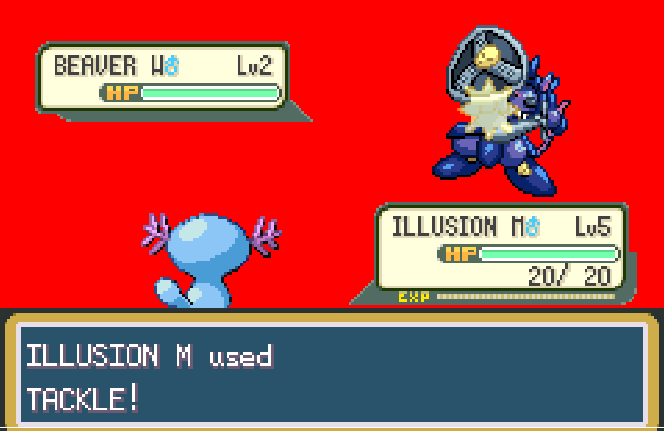 BEAVER W♂ Lv2
HP
ILLUSION M♂ Lv5
HP
20/ 20
EXP
ILLUSION M used
TACKLE!